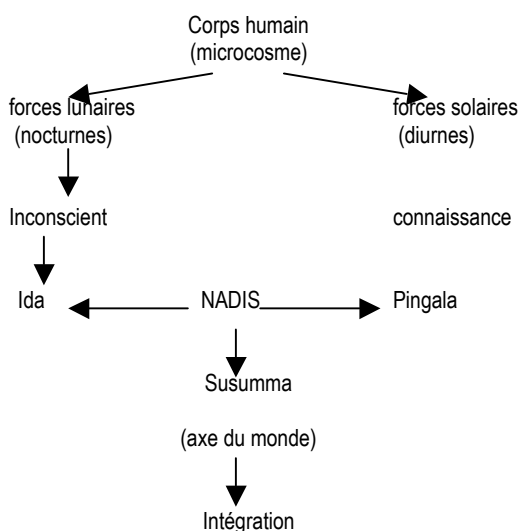 Corps humain
(microcosme)
forces lunaires
(nocturnes)
forces solaires
(diurnes)
Inconscient
connaissance
Ida
NADIS
Pingala
Susumma
(axe du monde)
Intégration